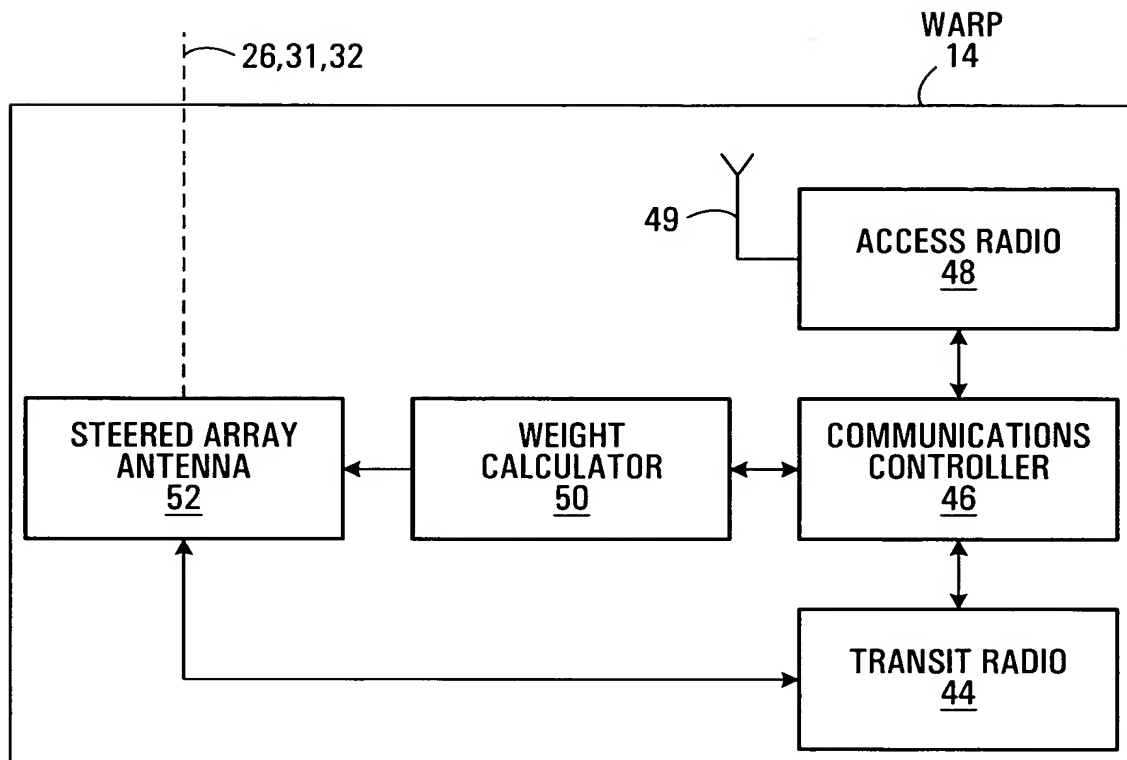 WARP
14
26,31,32
49
ACCESS RADIO
48
STEERED ARRAY
ANTENNA
52
WEIGHT
CALCULATOR
50
COMMUNICATIONS
CONTROLLER
46
TRANSIT RADIO
44